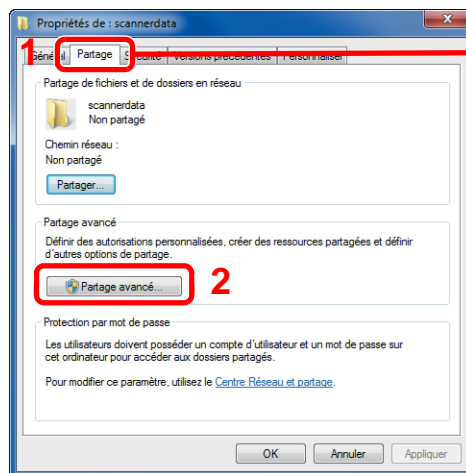 Propriétés de : scannerdata
1
Général Partage Sécurité Versions précédentes Personnaliser
Partage de fichiers et de dossiers en réseau
scannerdata
Non partagé
Chemin réseau :
Non partagé
Partager...
Partage avancé
Définir des autorisations personnalisées, créer des ressources partagées et définir
d'autres options de partage.
Partage avancé...
2
Protection par mot de passe
Les utilisateurs doivent posséder un compte d'utilisateur et un mot de passe sur
cet ordinateur pour accéder aux dossiers partagés.
Pour modifier ce paramètre, utilisez le Centre Réseau et partage.
OK Annuler Appliquer